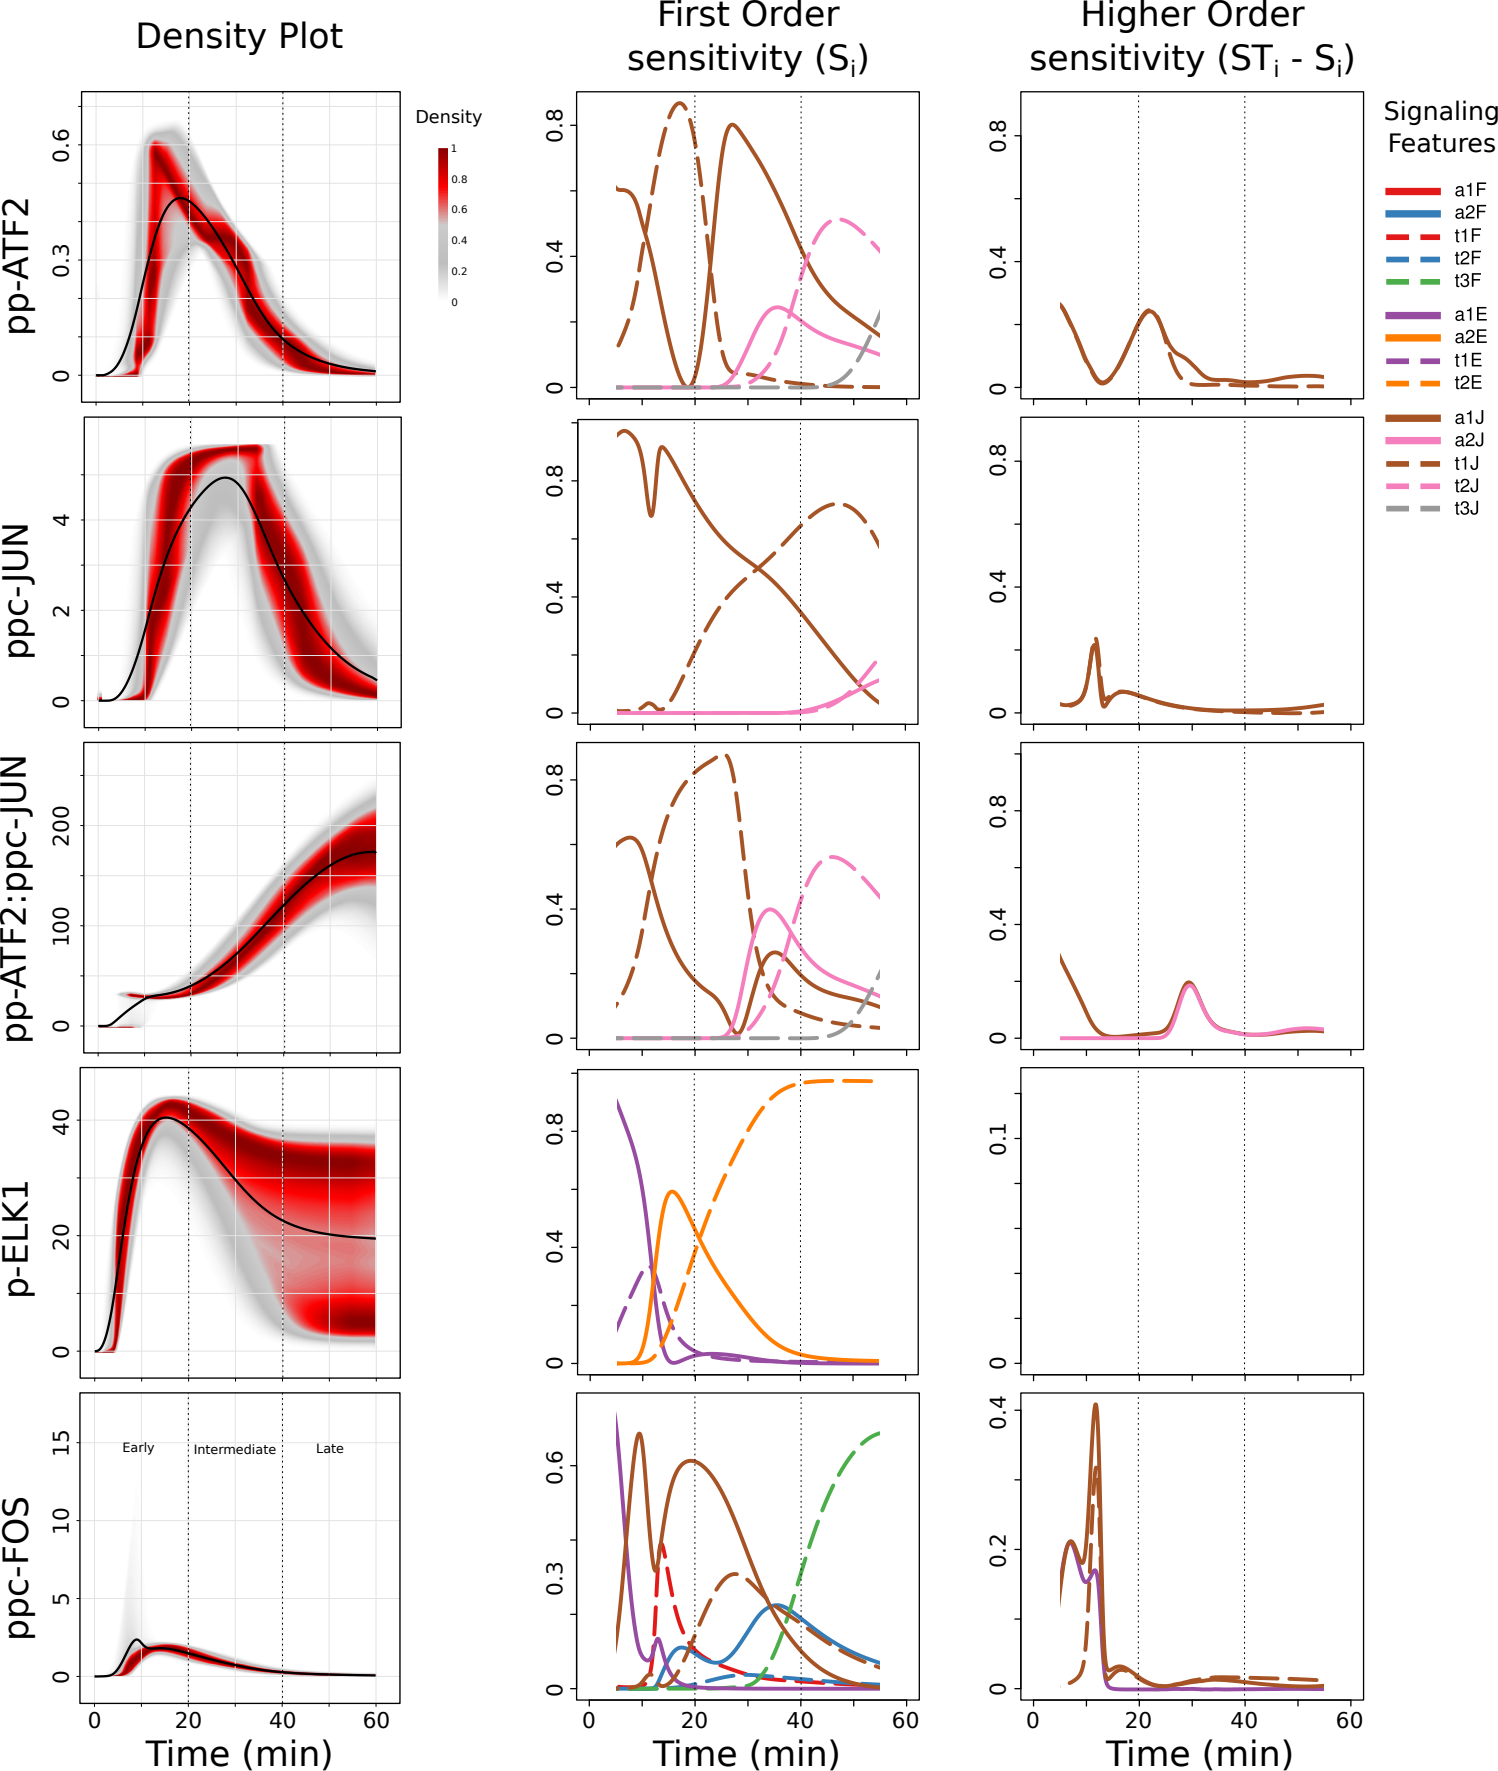 Density Plot
First Order
sensitivity (Si)
Higher Order
sensitivity (STi - Si)
Density
1
0.8
0.6
0.4
0.2
0
Signaling
Features
a1F
a2F
t1F
t2F
t3F
a1E
a2E
t1E
t2E
a1J
a2J
t1J
t2J
t3J
pp-ATF2
0.6
0.3
0
0.8
0.4
0
0.8
0.4
0
ppc-JUN
4
2
0
0.8
0.4
0
0.8
0.4
0
pp-ATF2:ppc-JUN
200
100
0
0.8
0.4
0
0.8
0.4
0
p-ELK1
40
20
0
0.8
0.4
0
0.1
0
ppc-FOS
15
10
5
0
Early
Intermediate
Late
0.6
0.3
0
0.4
0.2
0
0 20 40 60
0 20 40 60
0 20 40 60
Time (min)
Time (min)
Time (min)